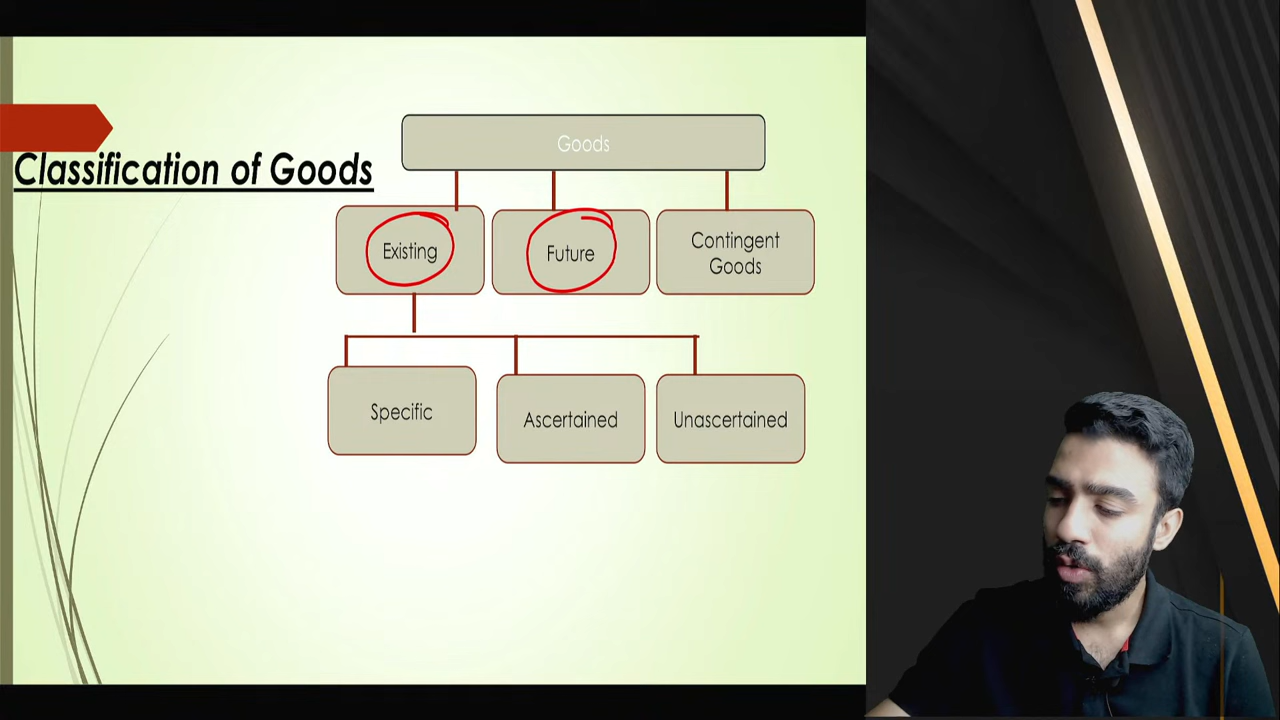 Classification of Goods
Goods
Existing
Future
Contingent
Goods
Specific
Ascertained
Unascertained